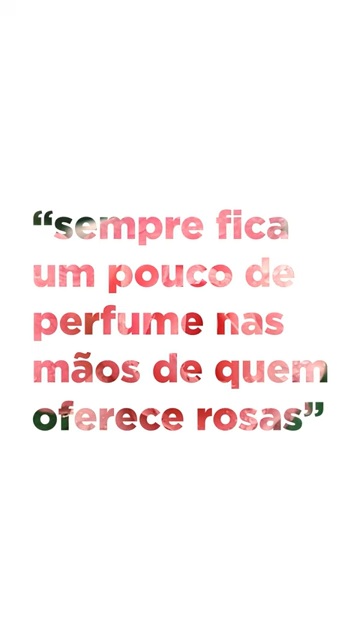 “sempre fica
um pouco de
perfume nas
mãos de quem
oferece rosas”